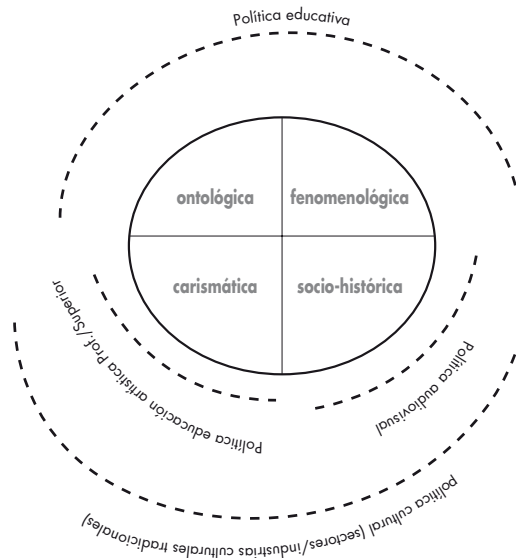 Política educativa
ontológica
fenomenológica
carismática
socio-histórica
Política educación artística Prof./Superior
Política audiovisual
política cultural (sectores/industrias culturales tradicionales)